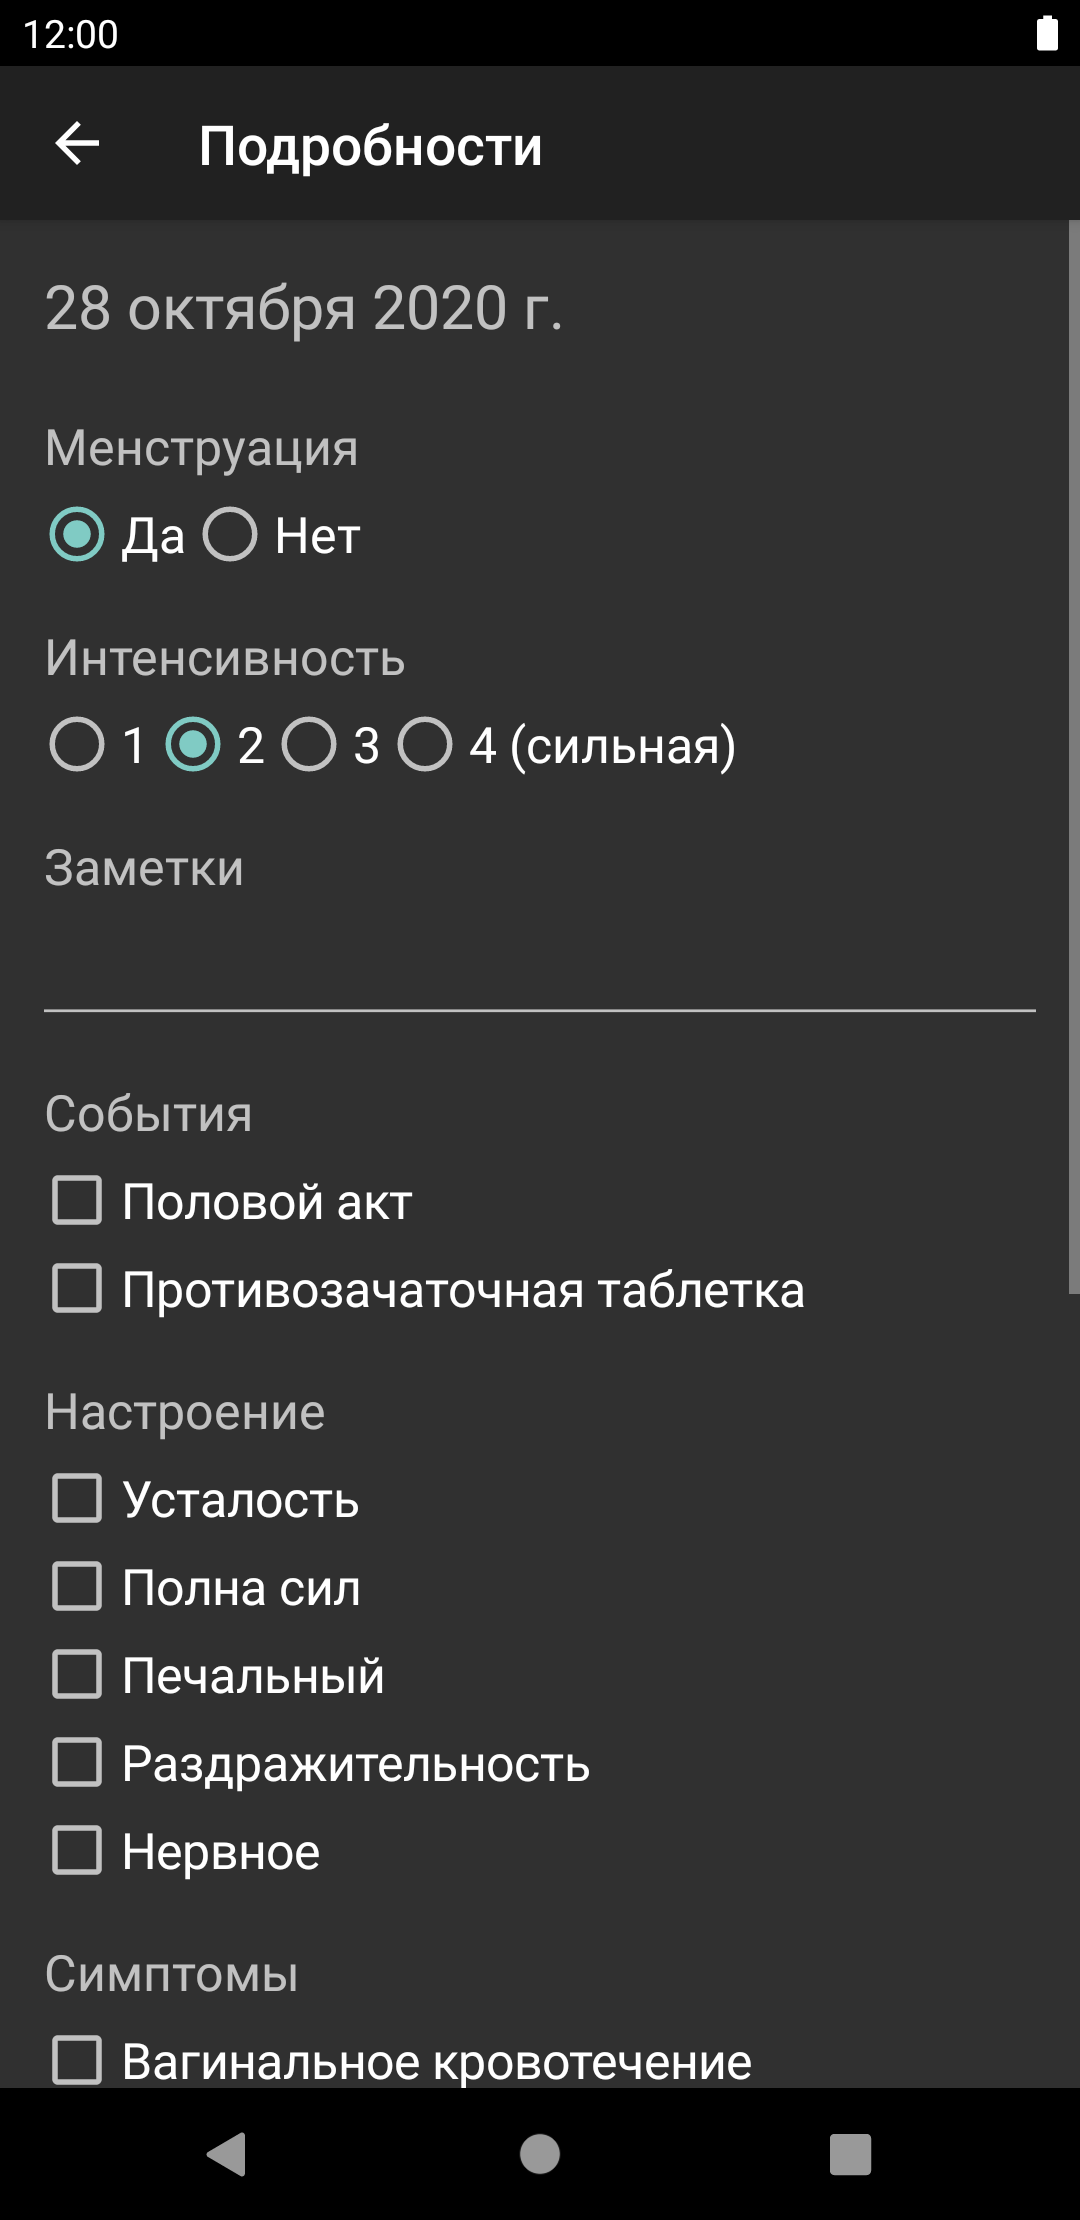 12:00
Подробности
28 октября 2020 г.
Менструация
Да Нет
Интенсивность
1 2 3 4 (сильная)
Заметки
События
Половой акт
Противозачаточная таблетка
Настроение
Усталость
Полна сил
Печальный
Раздражительность
Нервное
Симптомы
Вагинальное кровотечение